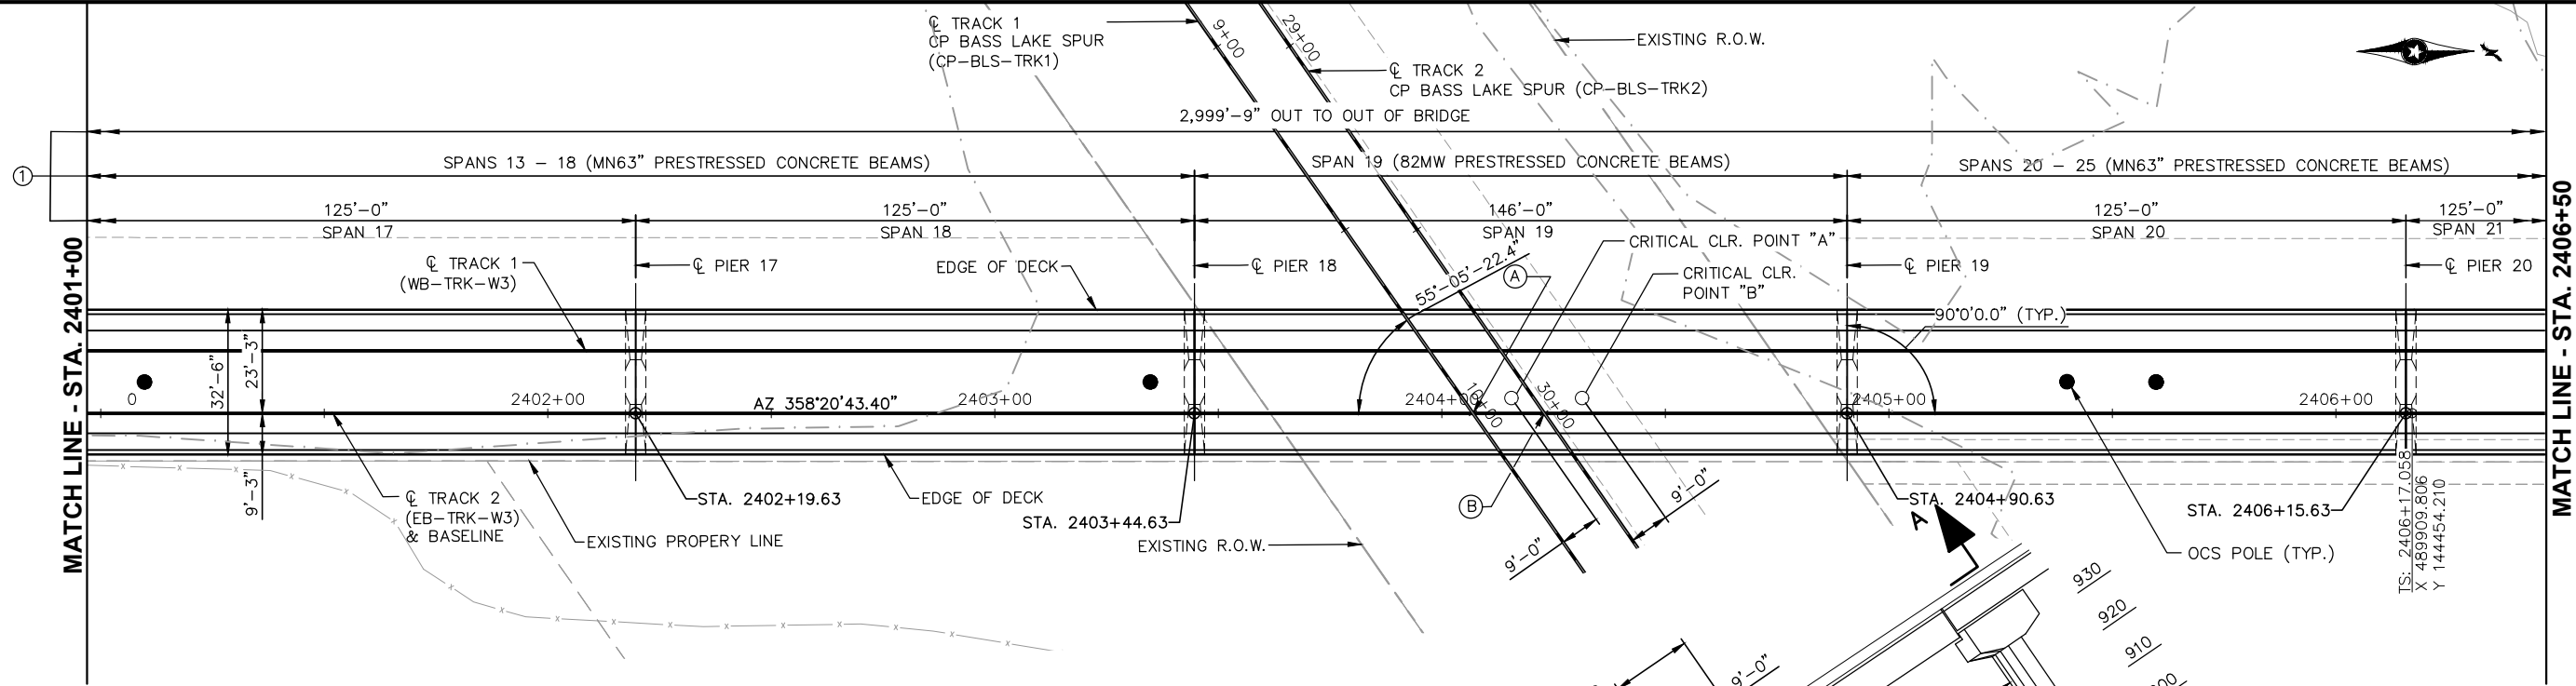 ℄ TRACK 1
CP BASS LAKE SPUR
(CP-BLS-TRK1)
9+00
29+00
EXISTING R.O.W.
℄ TRACK 2
CP BASS LAKE SPUR (CP-BLS-TRK2)
2,999'-9" OUT TO OUT OF BRIDGE
1
SPANS 13 - 18 (MN63" PRESTRESSED CONCRETE BEAMS)
SPAN 19 (82MW PRESTRESSED CONCRETE BEAMS)
SPANS 20 - 25 (MN63" PRESTRESSED CONCRETE BEAMS)
125'-0"
SPAN 17
125'-0"
SPAN 18
146'-0"
SPAN 19
125'-0"
SPAN 20
125'-0"
SPAN 21
MATCH LINE - STA. 2401+00
MATCH LINE - STA. 2406+50
℄ TRACK 1
(WB-TRK-W3)
℄ PIER 17
EDGE OF DECK
℄ PIER 18
55°-05'-22.4"
A
CRITICAL CLR. POINT "A"
CRITICAL CLR.
POINT "B"
℄ PIER 19
℄ PIER 20
90°0'0.0" (TYP.)
32'-6"
23'-3"
9'-3"
0
2402+00
AZ 358°20'43.40"
2403+00
2404+00
10+00
30+00
2405+00
2406+00
℄ TRACK 2
(EB-TRK-W3)
& BASELINE
STA. 2402+19.63
EDGE OF DECK
STA. 2403+44.63
EXISTING PROPERY LINE
EXISTING R.O.W.
B
9'-0"
9'-0"
STA. 2404+90.63
A
STA. 2406+15.63
OCS POLE (TYP.)
TS: 2406+17.058
X 489909.806
Y 144454.210
930
920
910
9'-0"